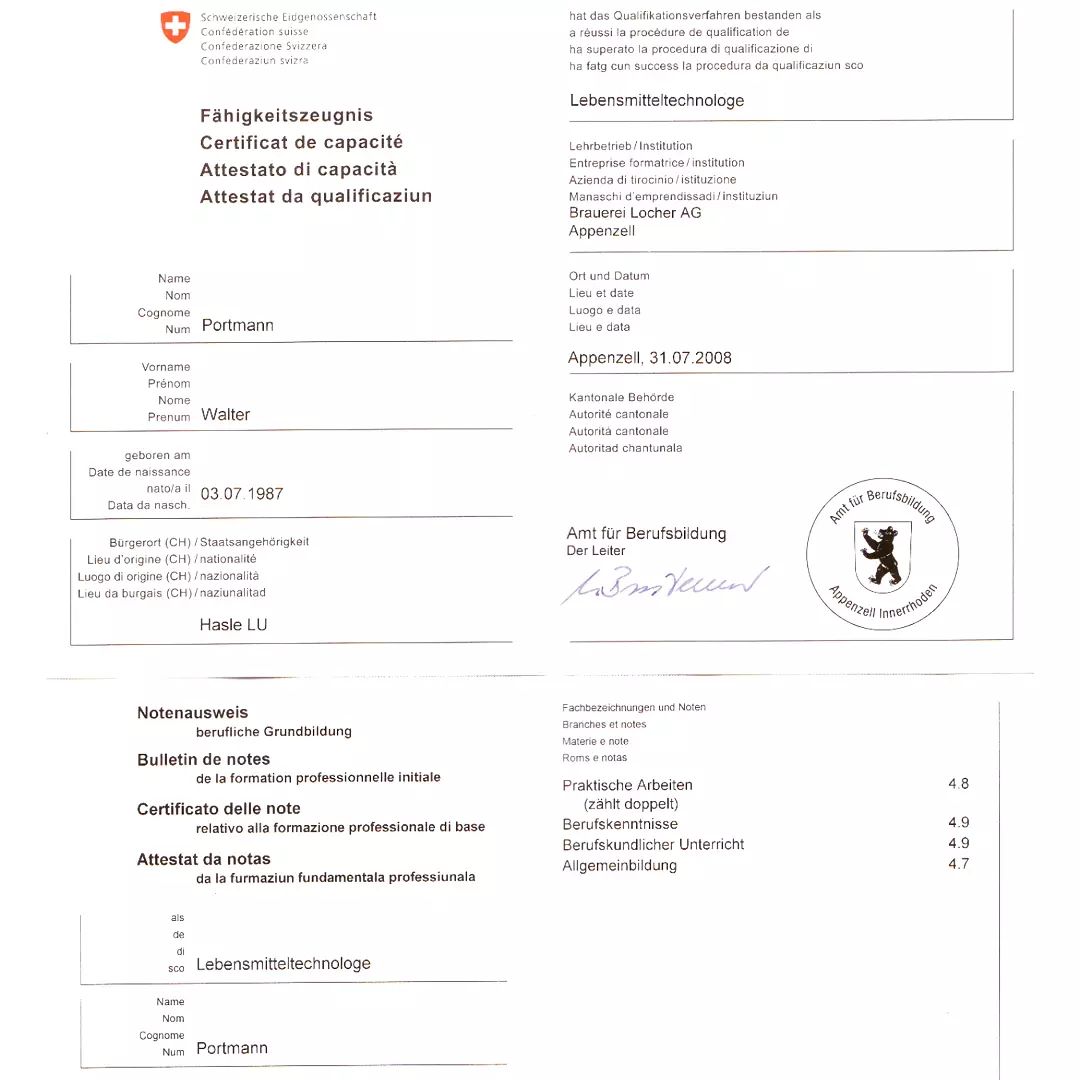 Schweizerische Eidgenossenschaft
Confédération suisse
Confederazione Svizzera
Confederaziun svizra
Fähigkeitszeugnis
Certificat de capacité
Attestato di capacità
Attestat da qualificaziun
Name
Nom
Cognome
Num Portmann
Vorname
Prénom
Nome
Prenum Walter
geboren am
Date de naissance
nato/a il
Data da nasch. 03.07.1987
Bürgerort (CH) / Staatsangehörigkeit
Lieu d'origine (CH) / nationalité
Luogo di origine (CH) / nazionalità
Lieu da burgais (CH) / naziunalitad
Hasle LU
hat das Qualifikationsverfahren bestanden als
a réussi la procédure de qualification de
ha superato la procedura di qualificazione di
ha fatg cun success la procedura da qualificaziun sco
Lebensmitteltechnologe
Lehrbetrieb / Institution
Entreprise formatrice / institution
Azienda di tirocinio / istituzione
Manaschi d'emprendissadi / instituziun
Brauerei Locher AG
Appenzell
Ort und Datum
Lieu et date
Luogo e data
Lieu e data
Appenzell, 31.07.2008
Kantonale Behörde
Autorité cantonale
Autorità cantonale
Autoritad chantunala
Amt für Berufsbildung
Der Leiter
Amt für Berufsbildung
Appenzell Innerrhoden
Notenausweis
berufliche Grundbildung
Bulletin de notes
de la formation professionnelle initiale
Certificato delle note
relativo alla formazione professionale di base
Attestat da notas
da la furmaziun fundamentala professiunala
als
de
di
sco Lebensmitteltechnologe
Name
Nom
Cognome
Num Portmann
Fachbezeichnungen und Noten
Branches et notes
Materie e note
Roms e notas
Praktische Arbeiten 4.8
(zählt doppelt)
Berufskenntnisse 4.9
Berufskundlicher Unterricht 4.9
Allgemeinbildung 4.7